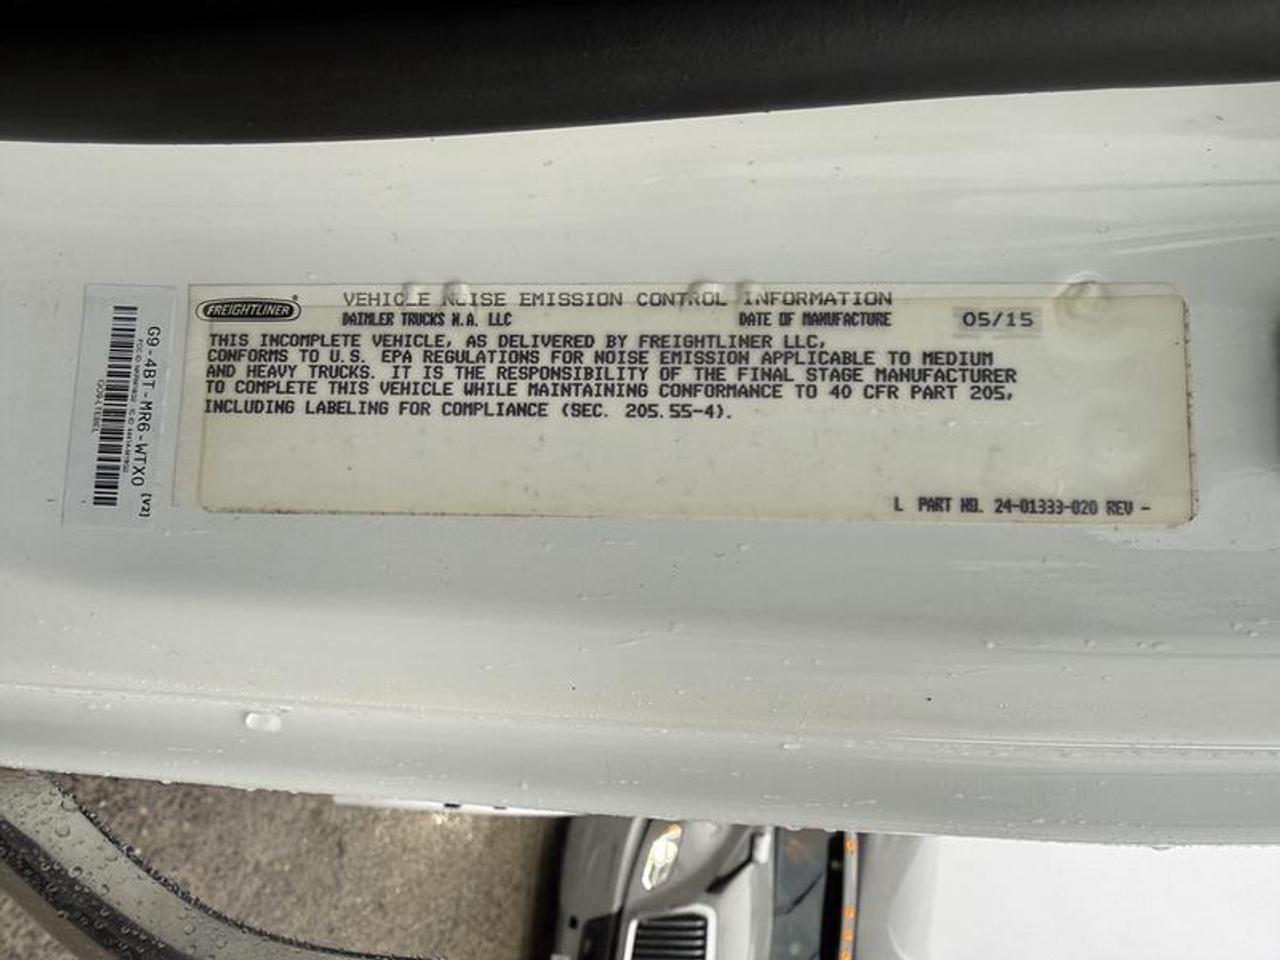 FREIGHTLINER®
VEHICLE NOISE EMISSION CONTROL INFORMATION
DAIMLER TRUCKS N.A. LLC DATE OF MANUFACTURE 05/15
THIS INCOMPLETE VEHICLE, AS DELIVERED BY FREIGHTLINER LLC,
CONFORMS TO U.S. EPA REGULATIONS FOR NOISE EMISSION APPLICABLE TO MEDIUM
AND HEAVY TRUCKS. IT IS THE RESPONSIBILITY OF THE FINAL STAGE MANUFACTURER
TO COMPLETE THIS VEHICLE WHILE MAINTAINING CONFORMANCE TO 40 CFR PART 205,
INCLUDING LABELING FOR COMPLIANCE (SEC. 205.55-4).
L PART NO. 24-01333-020 REV -
G9-4BT-MR6-WTX0 [V2]